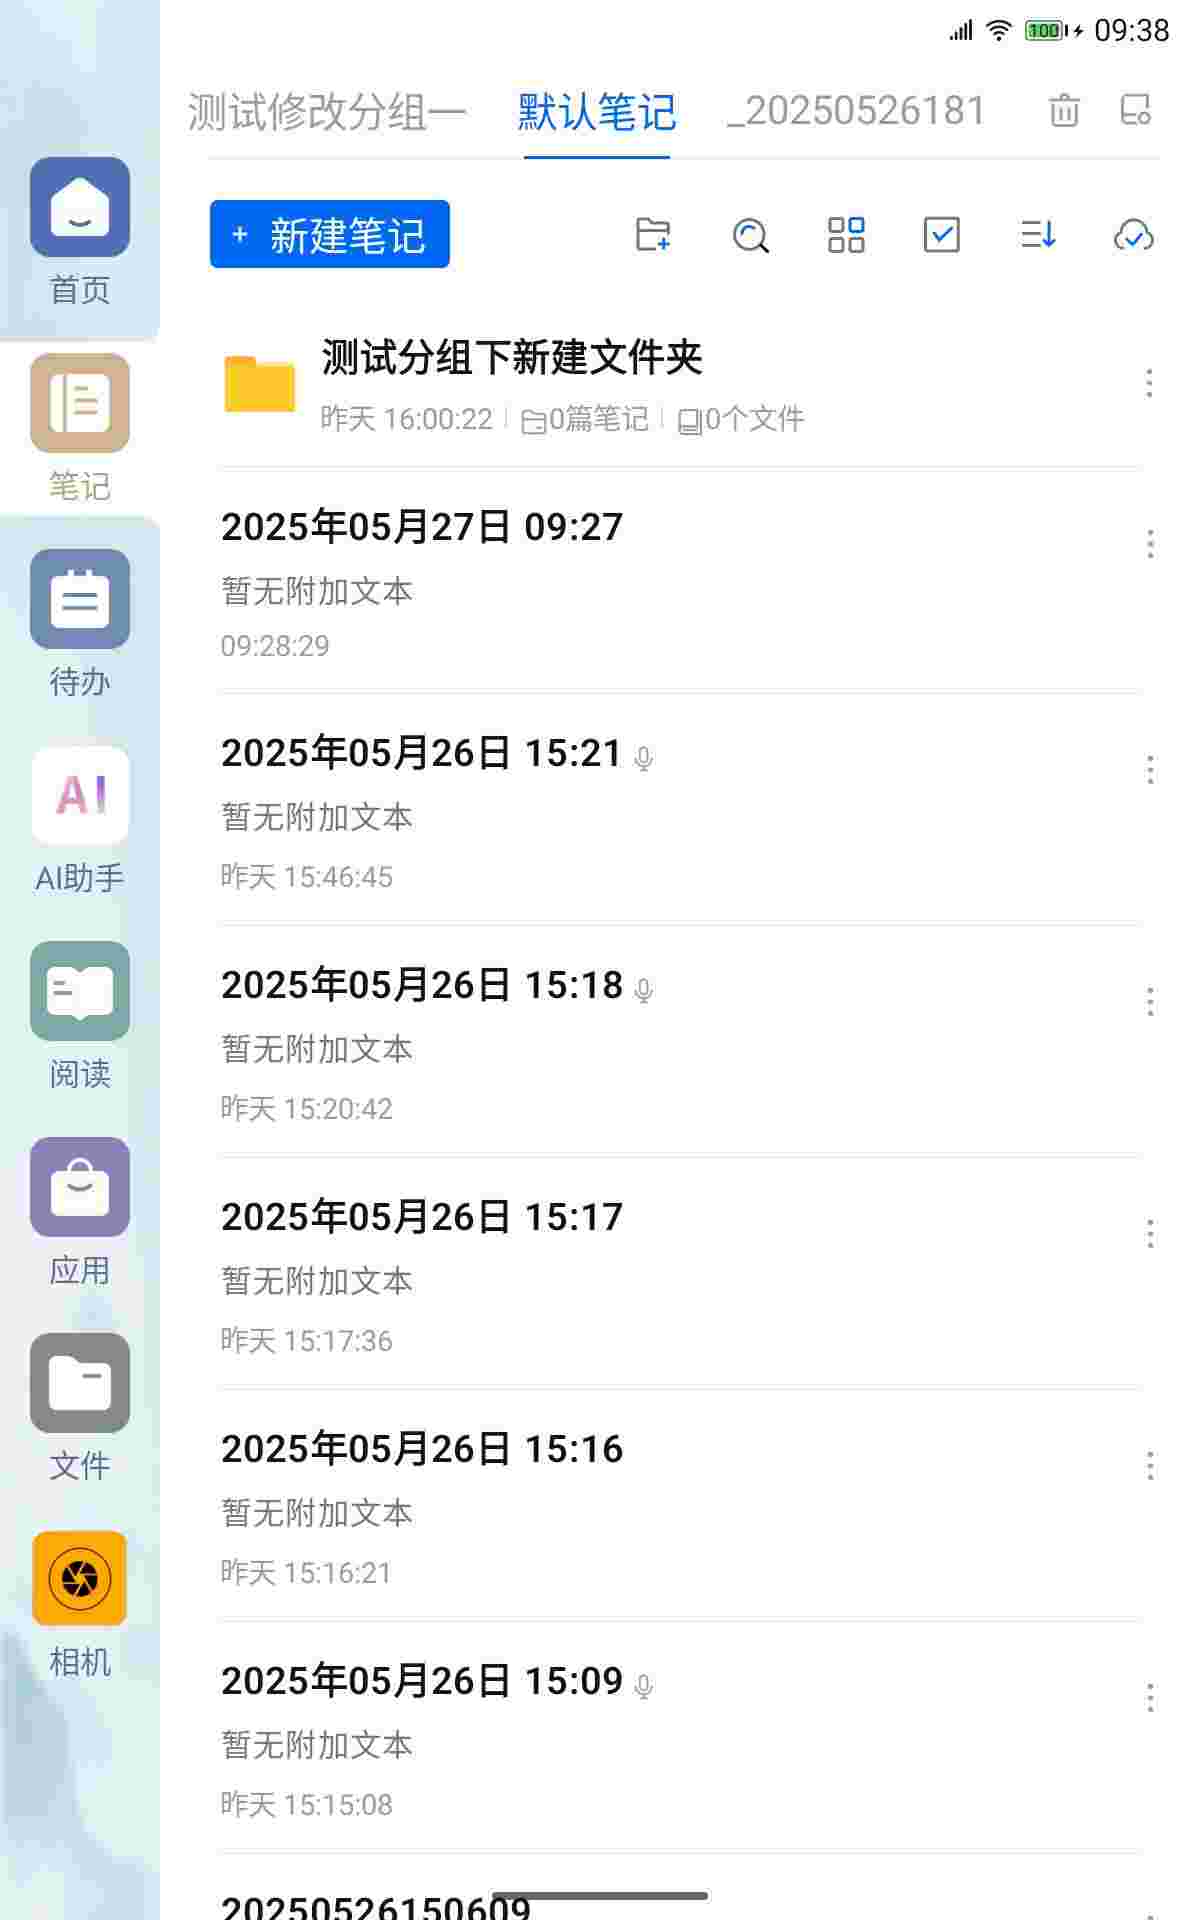 100 09:38
测试修改分组一 默认笔记 _20250526181
+ 新建笔记
首页
笔记
待办
AI
AI助手
阅读
应用
文件
相机
测试分组下新建文件夹
昨天 16:00:22 0篇笔记 0个文件
2025年05月27日 09:27
暂无附加文本
09:28:29
2025年05月26日 15:21
暂无附加文本
昨天 15:46:45
2025年05月26日 15:18
暂无附加文本
昨天 15:20:42
2025年05月26日 15:17
暂无附加文本
昨天 15:17:36
2025年05月26日 15:16
暂无附加文本
昨天 15:16:21
2025年05月26日 15:09
暂无附加文本
昨天 15:15:08
20250526150609